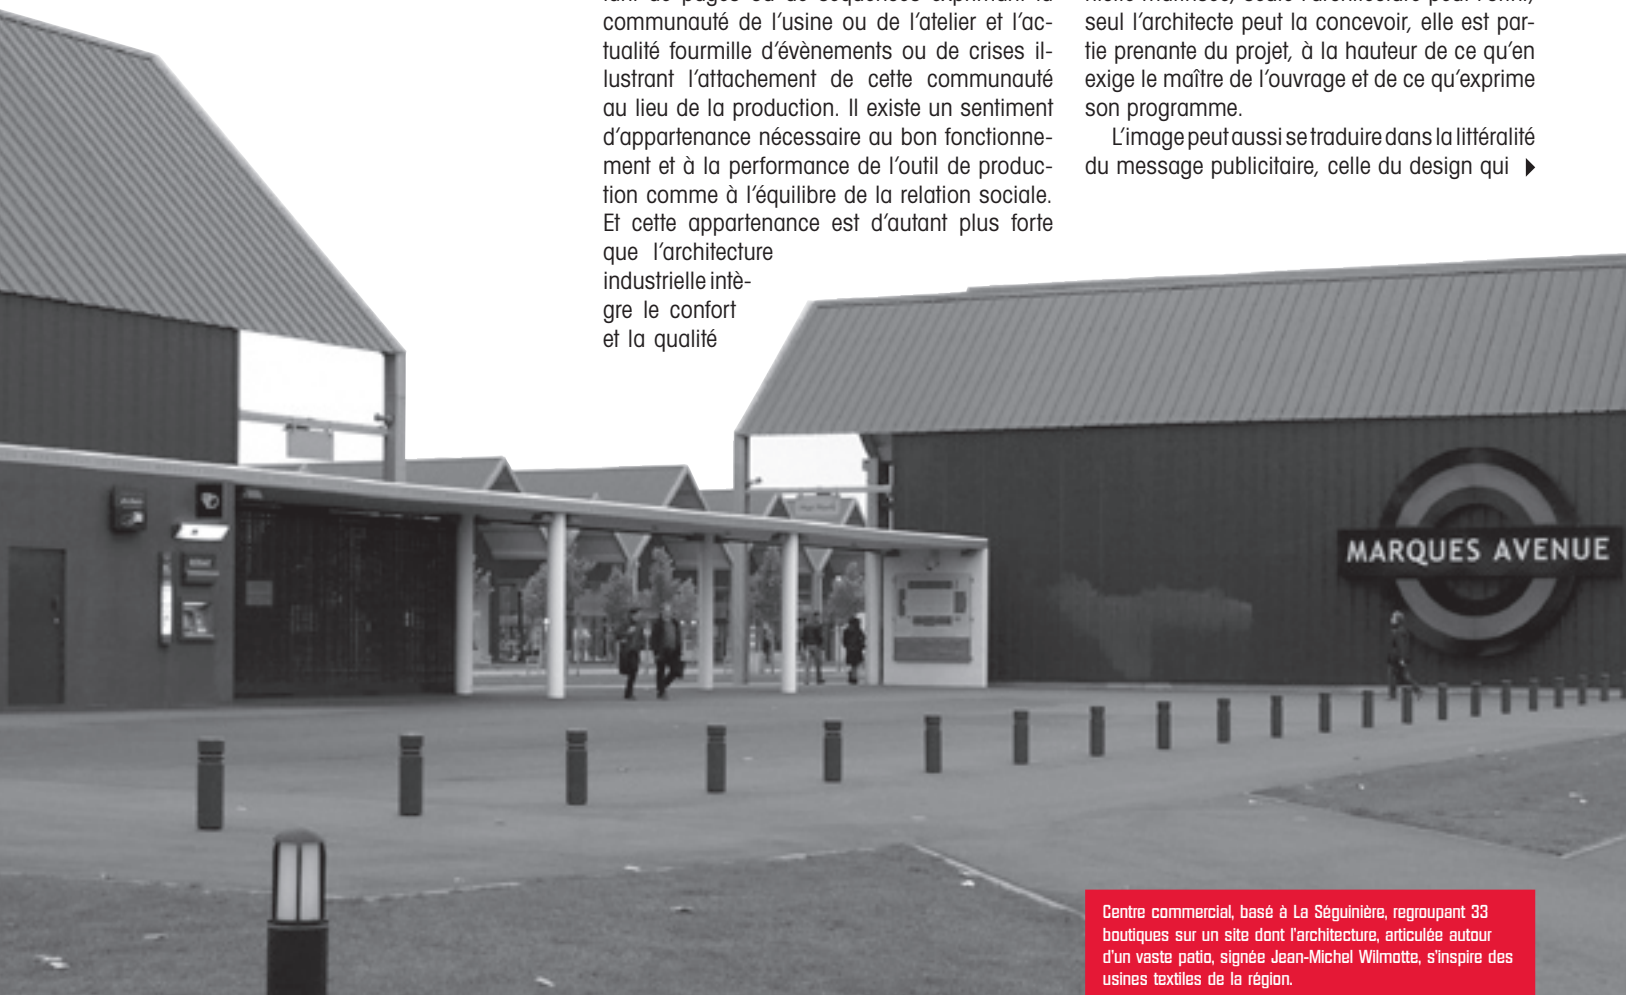 communauté de l'usine ou de l'atelier et l'ac-
tualité fourmille d'évènements ou de crises il-
lustrant l'attachement de cette communauté
au lieu de la production. Il existe un sentiment
d'appartenance nécessaire au bon fonctionne-
ment et à la performance de l'outil de produc-
tion comme à l'équilibre de la relation sociale.
Et cette appartenance est d'autant plus forte
que l'architecture
industrielle intè-
gre le confort
et la qualité
seul l'architecte peut la concevoir, elle est par-
tie prenante du projet, à la hauteur de ce qu'en
exige le maître de l'ouvrage et de ce qu'exprime
son programme.
L'image peut aussi se traduire dans la littéralité
du message publicitaire, celle du design qui
MARQUES AVENUE
Centre commercial, basé à La Séguinière, regroupant 33
boutiques sur un site dont l'architecture, articulée autour
d'un vaste patio, signée Jean-Michel Wilmotte, s'inspire des
usines textiles de la région.